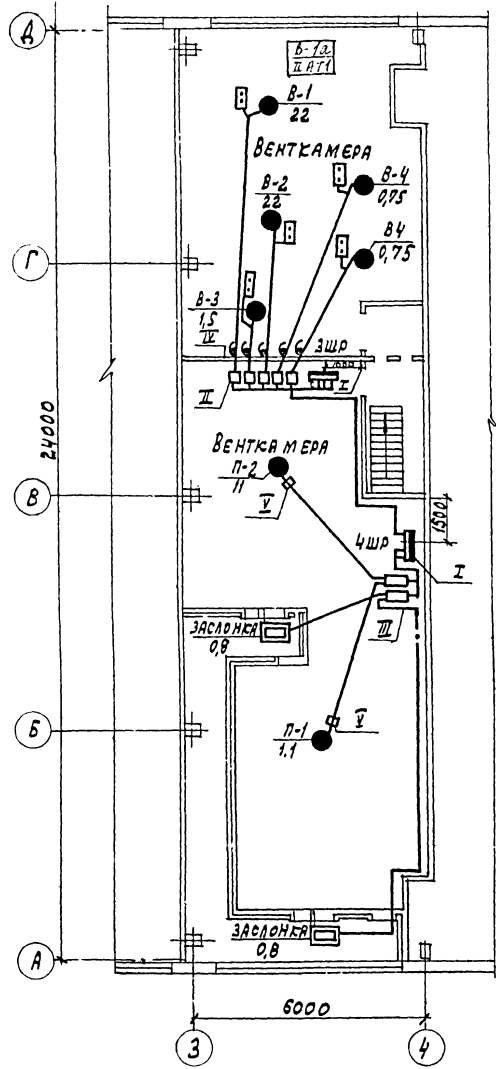 Д
В-1а
II АТ1
В-1
22
ВЕНТКАМЕРА
В-2
22
В-4
0,75
В4
0,75
Г
В-3
1,5
IV
3ШР
I
II
24000
ВЕНТКАМЕРА
П-2
11
V
В
1500
4ШР
I
III
ЗАСЛОНКА
0,8
Б
П-1
1.1
V
ЗАСЛОНКА
0,8
А
6000
3
4